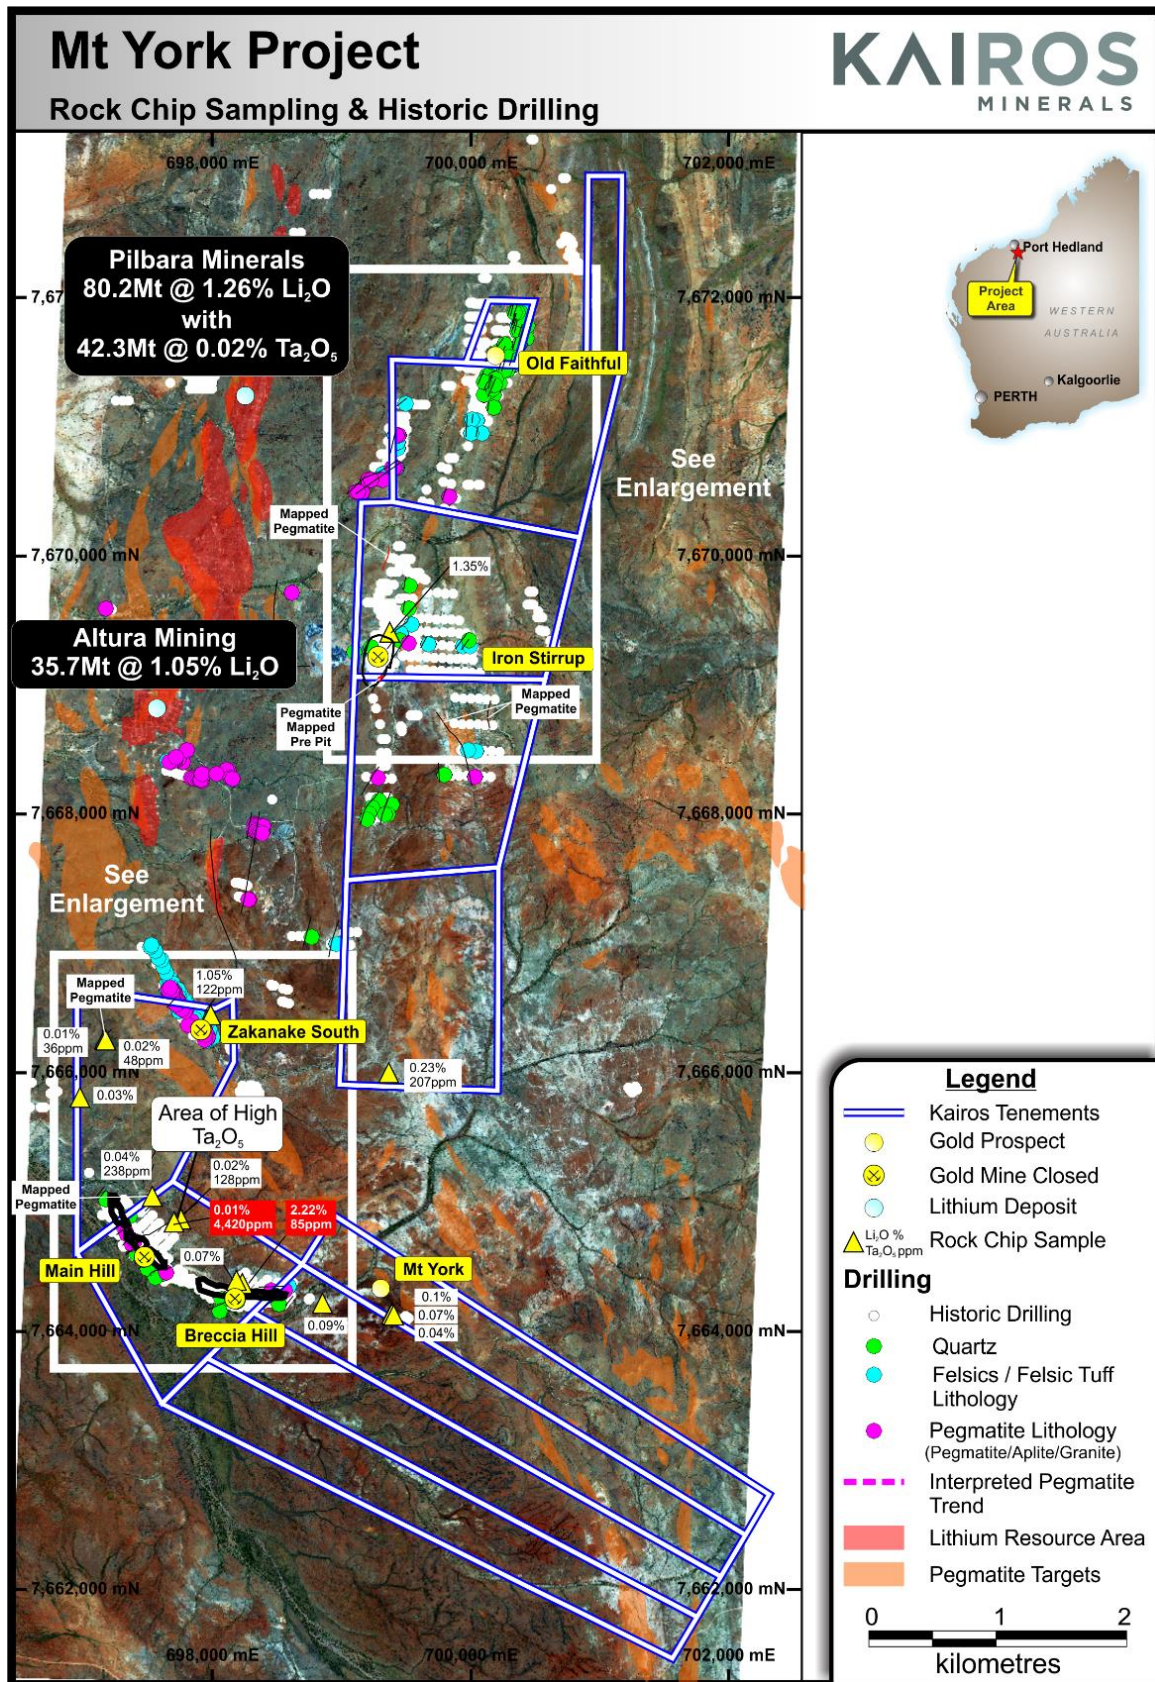 Mt York Project
Rock Chip Sampling & Historic Drilling
KAIROS
MINERALS
698,000 mE
700,000 mE
702,000 mE
Pilbara Minerals
80.2Mt @ 1.26% Li₂O
with
42.3Mt @ 0.02% Ta₂O₅
7,672,000 mN
Old Faithful
See
Enlargement
Mapped
Pegmatite
7,670,000 mN
7,670,000 mN
1.35%
Altura Mining
35.7Mt @ 1.05% Li₂O
Iron Stirrup
Mapped
Pegmatite
Pegmatite
Mapped
Pre Pit
7,668,000 mN
7,668,000 mN
See
Enlargement
Mapped
Pegmatite
1.05%
122ppm
Zakanake South
0.01%
36ppm
0.02%
48ppm
0.03%
0.23%
207ppm
7,666,000 mN
7,666,000 mN
Area of High
Ta₂O₅
0.04%
238ppm
0.02%
128ppm
Mapped
Pegmatite
0.01%
4,420ppm
2.22%
85ppm
0.07%
Main Hill
Mt York
0.1%
0.07%
0.04%
0.09%
Breccia Hill
7,664,000 mN
7,664,000 mN
7,662,000 mN
7,662,000 mN
698,000 mE
700,000 mE
702,000 mE
Port Hedland
Project
Area
WESTERN
AUSTRALIA
Kalgoorlie
PERTH
Legend
Kairos Tenements
Gold Prospect
Gold Mine Closed
Lithium Deposit
Li₂O %
Ta₂O₅ ppm
Rock Chip Sample
Drilling
Historic Drilling
Quartz
Felsics / Felsic Tuff
Lithology
Pegmatite Lithology
(Pegmatite/Aplite/Granite)
Interpreted Pegmatite
Trend
Lithium Resource Area
Pegmatite Targets
0
1
2
kilometres